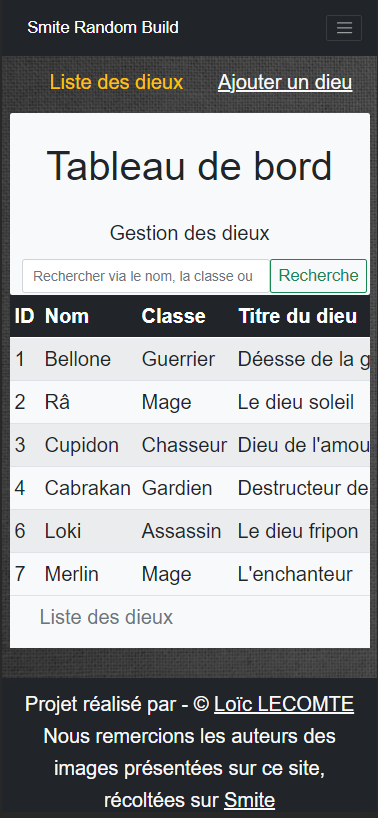 Smite Random Build
Liste des dieux Ajouter un dieu
Tableau de bord
Gestion des dieux
Rechercher via le nom, la classe ou Recherche
ID Nom Classe Titre du dieu
1 Bellone Guerrier Déesse de la g
2 Râ Mage Le dieu soleil
3 Cupidon Chasseur Dieu de l'amou
4 Cabrakan Gardien Destructeur de
6 Loki Assassin Le dieu fripon
7 Merlin Mage L'enchanteur
Liste des dieux
Projet réalisé par - © Loïc LECOMTE
Nous remercions les auteurs des
images présentées sur ce site,
récoltées sur Smite